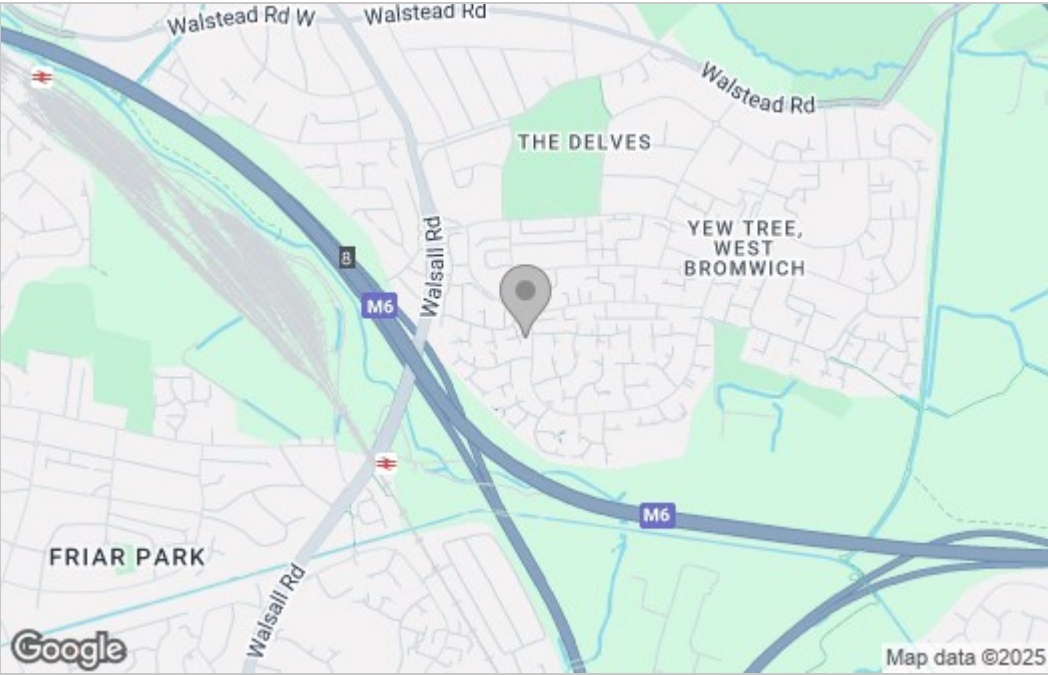 Walstead Rd W
Walstead Rd
Walstead Rd
THE DELVES
YEW TREE,
WEST
BROMWICH
Walsall Rd
8
M6
M6
FRIAR PARK
Walsall Rd
Google
Map data ©2025